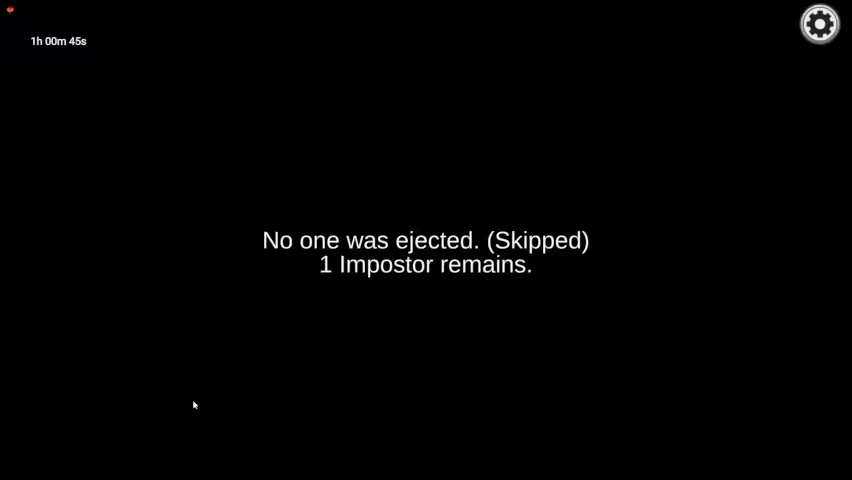 1h 00m 45s
No one was ejected. (Skipped)
1 Impostor remains.